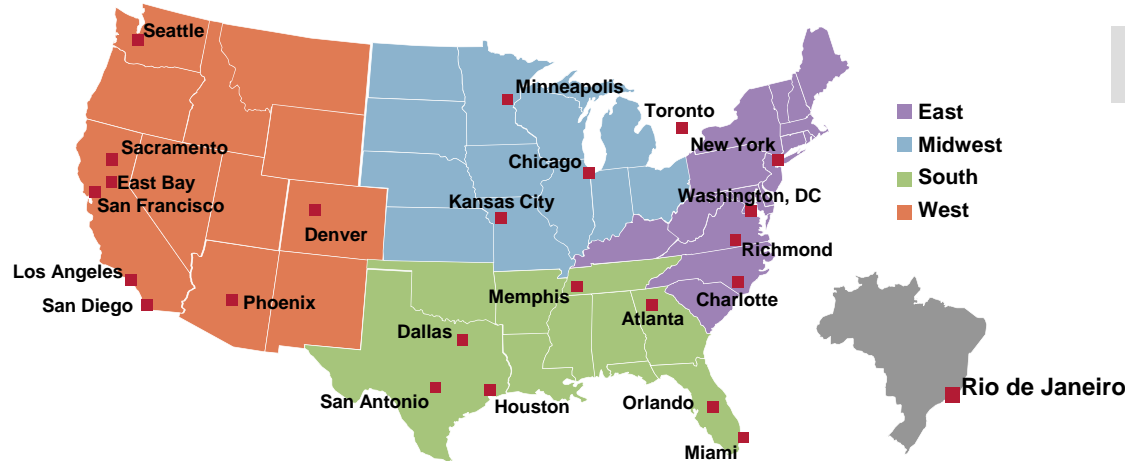 Seattle
Minneapolis
Toronto
East
New York
Midwest
Sacramento
Chicago
South
East Bay
Washington, DC
San Francisco
Kansas City
West
Denver
Richmond
Los Angeles
San Diego
Phoenix
Memphis
Charlotte
Atlanta
Dallas
Rio de Janeiro
San Antonio
Houston
Orlando
Miami